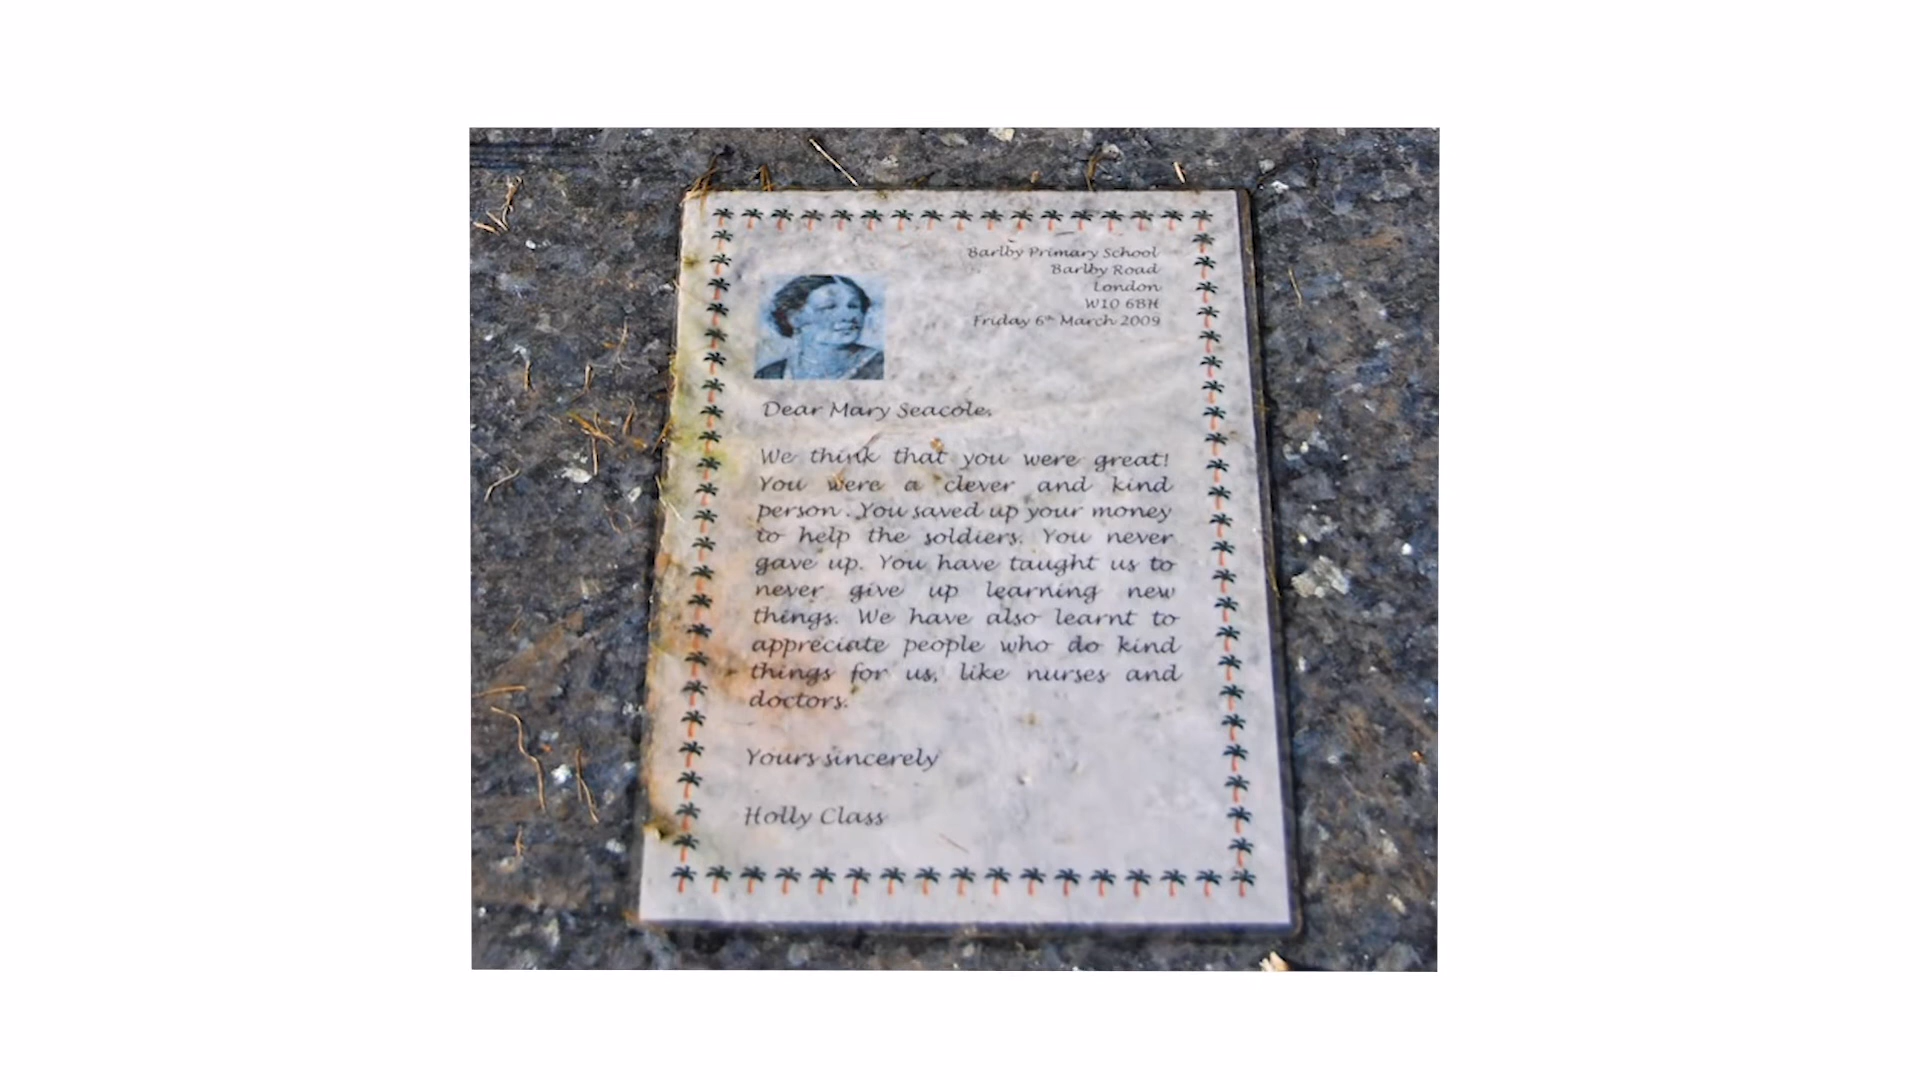 Barlby Primary School
Barlby Road
London
W10 6BH
Friday 6th March 2009
Dear Mary Seacole,
We think that you were great!
You were a clever and kind
person. You saved up your money
to help the soldiers. You never
gave up. You have taught us to
never give up learning new
things. We have also learnt to
appreciate people who do kind
things for us, like nurses and
doctors.
Yours sincerely
Holly Class